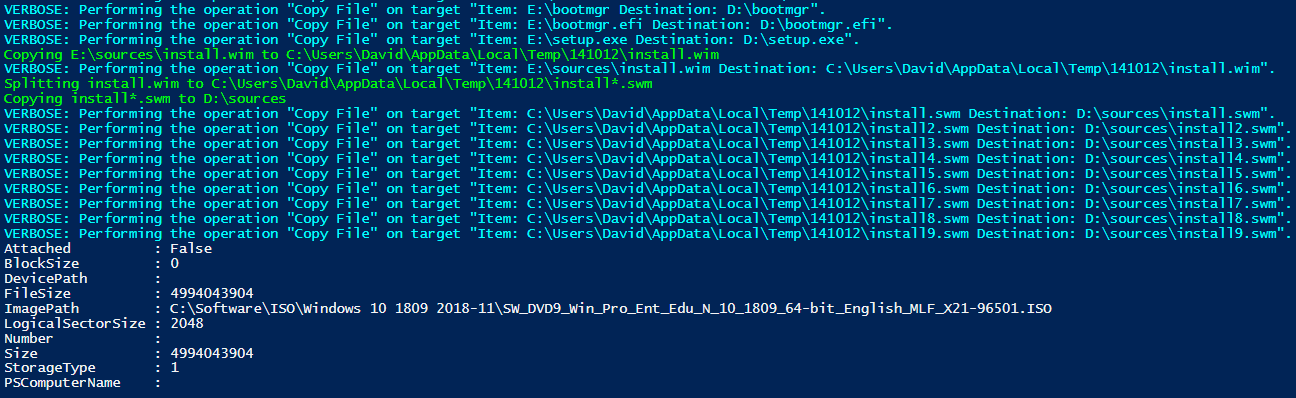 VERBOSE: Performing the operation "Copy File" on target "Item: E:\bootmgr Destination: D:\bootmgr".
VERBOSE: Performing the operation "Copy File" on target "Item: E:\bootmgr.efi Destination: D:\bootmgr.efi".
VERBOSE: Performing the operation "Copy File" on target "Item: E:\setup.exe Destination: D:\setup.exe".
Copying E:\sources\install.wim to C:\Users\David\AppData\Local\Temp\141012\install.wim
VERBOSE: Performing the operation "Copy File" on target "Item: E:\sources\install.wim Destination: C:\Users\David\AppData\Local\Temp\141012\install.wim".
Splitting install.wim to C:\Users\David\AppData\Local\Temp\141012\install*.swm
Copying install*.swm to D:\sources
VERBOSE: Performing the operation "Copy File" on target "Item: C:\Users\David\AppData\Local\Temp\141012\install.swm Destination: D:\sources\install.swm".
VERBOSE: Performing the operation "Copy File" on target "Item: C:\Users\David\AppData\Local\Temp\141012\install2.swm Destination: D:\sources\install2.swm".
VERBOSE: Performing the operation "Copy File" on target "Item: C:\Users\David\AppData\Local\Temp\141012\install3.swm Destination: D:\sources\install3.swm".
VERBOSE: Performing the operation "Copy File" on target "Item: C:\Users\David\AppData\Local\Temp\141012\install4.swm Destination: D:\sources\install4.swm".
VERBOSE: Performing the operation "Copy File" on target "Item: C:\Users\David\AppData\Local\Temp\141012\install5.swm Destination: D:\sources\install5.swm".
VERBOSE: Performing the operation "Copy File" on target "Item: C:\Users\David\AppData\Local\Temp\141012\install6.swm Destination: D:\sources\install6.swm".
VERBOSE: Performing the operation "Copy File" on target "Item: C:\Users\David\AppData\Local\Temp\141012\install7.swm Destination: D:\sources\install7.swm".
VERBOSE: Performing the operation "Copy File" on target "Item: C:\Users\David\AppData\Local\Temp\141012\install8.swm Destination: D:\sources\install8.swm".
VERBOSE: Performing the operation "Copy File" on target "Item: C:\Users\David\AppData\Local\Temp\141012\install9.swm Destination: D:\sources\install9.swm".
Attached          : False
BlockSize         : 0
DevicePath        :
FileSize          : 4994043904
ImagePath         : C:\Software\ISO\Windows 10 1809 2018-11\SW_DVD9_Win_Pro_Ent_Edu_N_10_1809_64-bit_English_MLF_X21-96501.ISO
LogicalSectorSize : 2048
Number            :
Size              : 4994043904
StorageType       : 1
PSComputerName    :